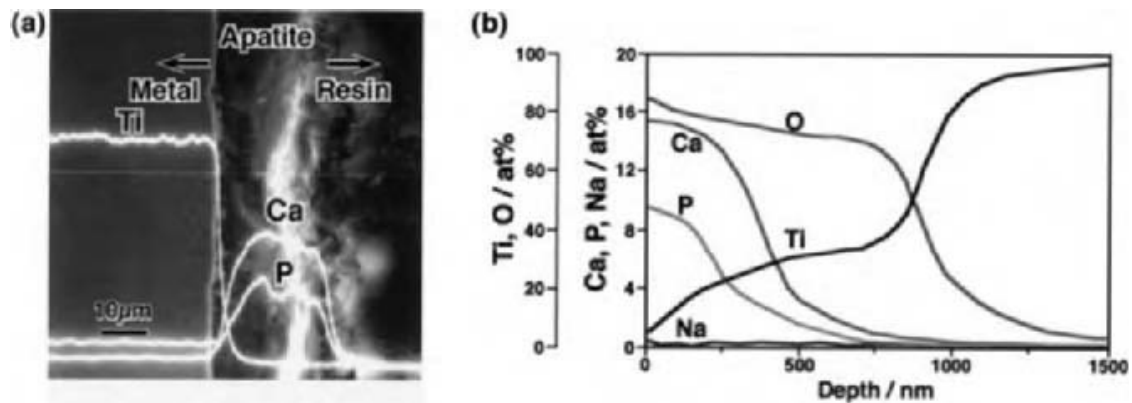 (a)
Apatite
Metal
Resin
Ti
Ca
P
10μm
(b)
Ti, O / at%
100
80
60
40
20
0
Ca, P, Na / at%
20
16
12
8
4
0
O
Ca
P
Ti
Na
0
500
1000
1500
Depth / nm